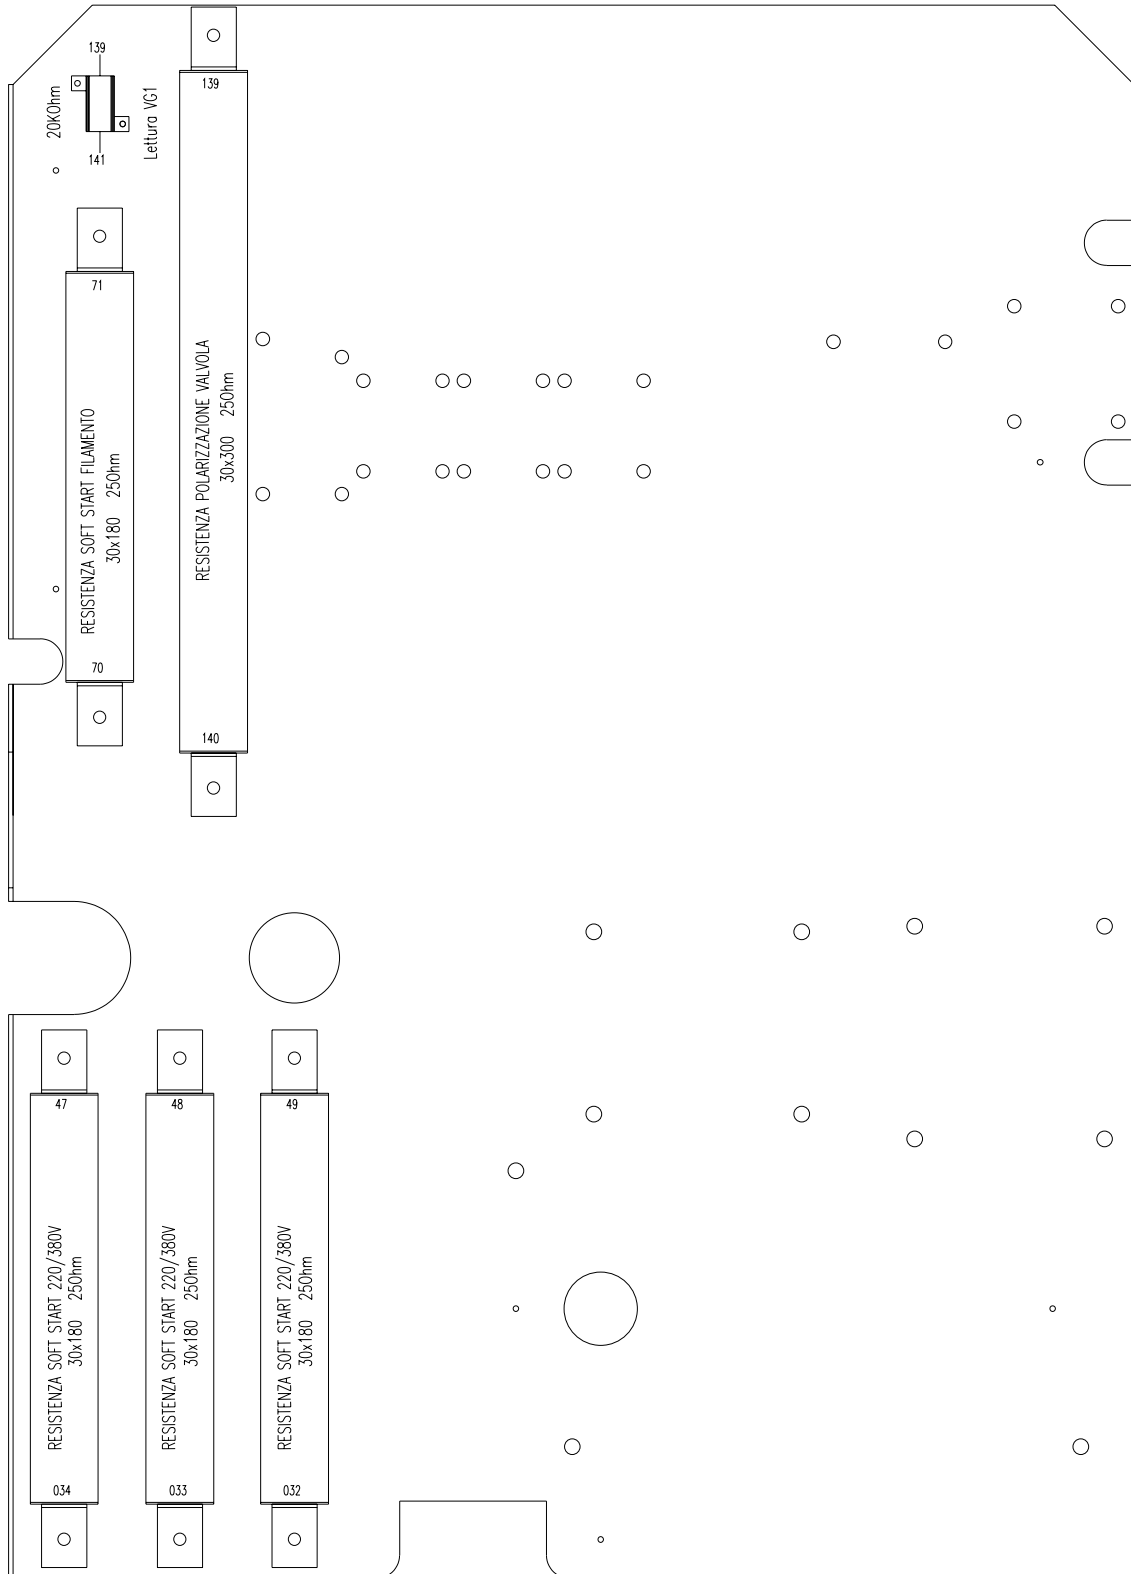 139
20KOhm
Lettura VG1
141
139
71
RESISTENZA SOFT START FILAMENTO
30x180 25Ohm
70
RESISTENZA POLARIZZAZIONE VALVOLA
30x300 25Ohm
140
47
RESISTENZA SOFT START 220/380V
30x180 25Ohm
034
48
RESISTENZA SOFT START 220/380V
30x180 25Ohm
033
49
RESISTENZA SOFT START 220/380V
30x180 25Ohm
032